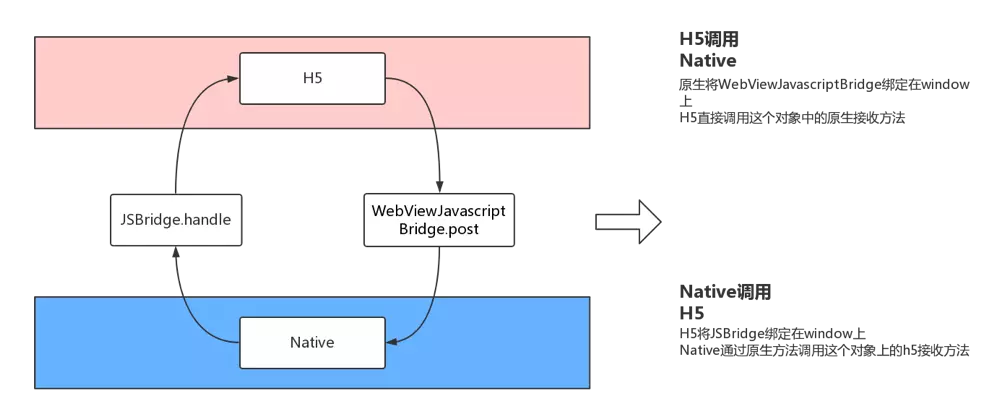 H5
JSBridge.handle
WebViewJavascript
Bridge.post
Native
H5调用
Native
原生将WebViewJavascriptBridge绑定在window
上
H5直接调用这个对象中的原生接收方法
Native调用
H5
H5将JSBridge绑定在window上
Native通过原生方法调用这个对象上的h5接收方法